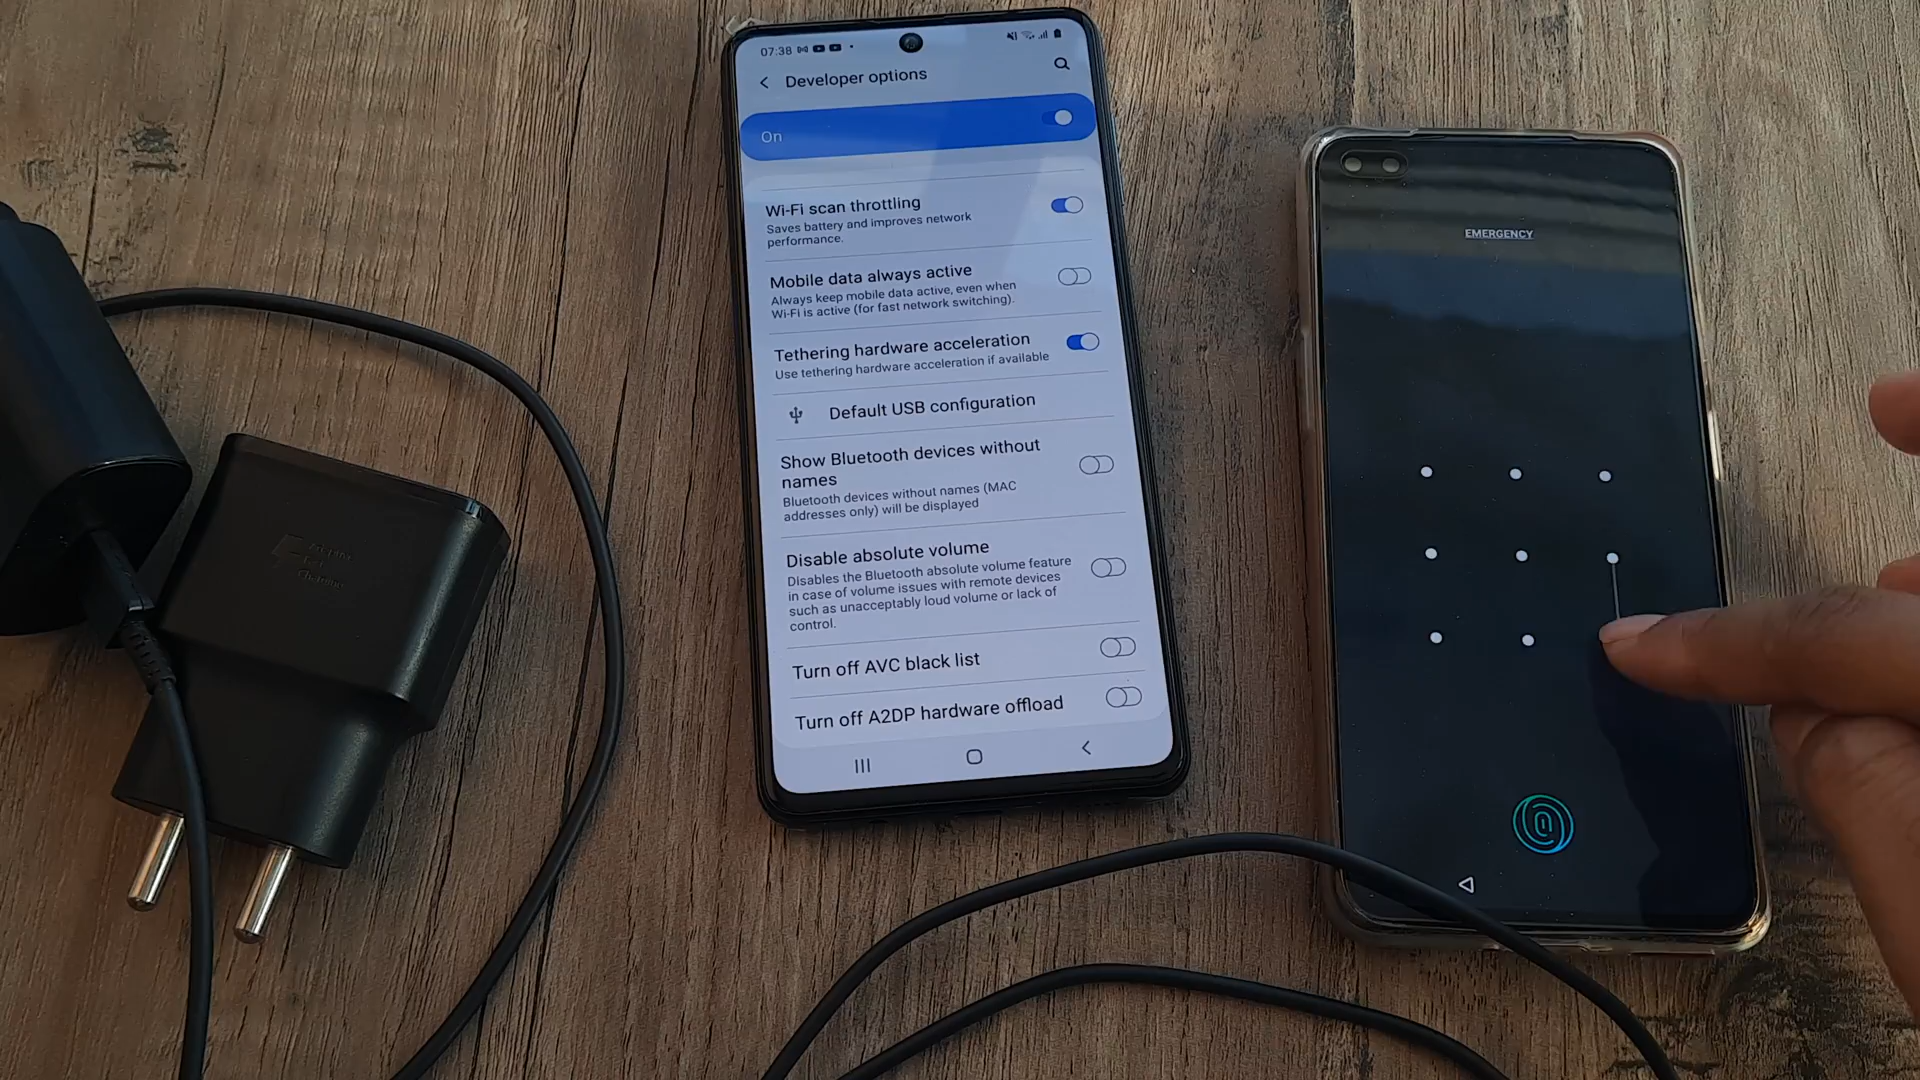 07:38
Developer options
On
Wi-Fi scan throttling
Saves battery and improves network
performance.
Mobile data always active
Always keep mobile data active, even when
Wi-Fi is active (for fast network switching).
Tethering hardware acceleration
Use tethering hardware acceleration if available
Default USB configuration
Show Bluetooth devices without
names
Bluetooth devices without names (MAC
addresses only) will be displayed
Disable absolute volume
Disables the Bluetooth absolute volume feature
in case of volume issues with remote devices
such as unacceptably loud volume or lack of
control.
Turn off AVC black list
Turn off A2DP hardware offload
EMERGENCY